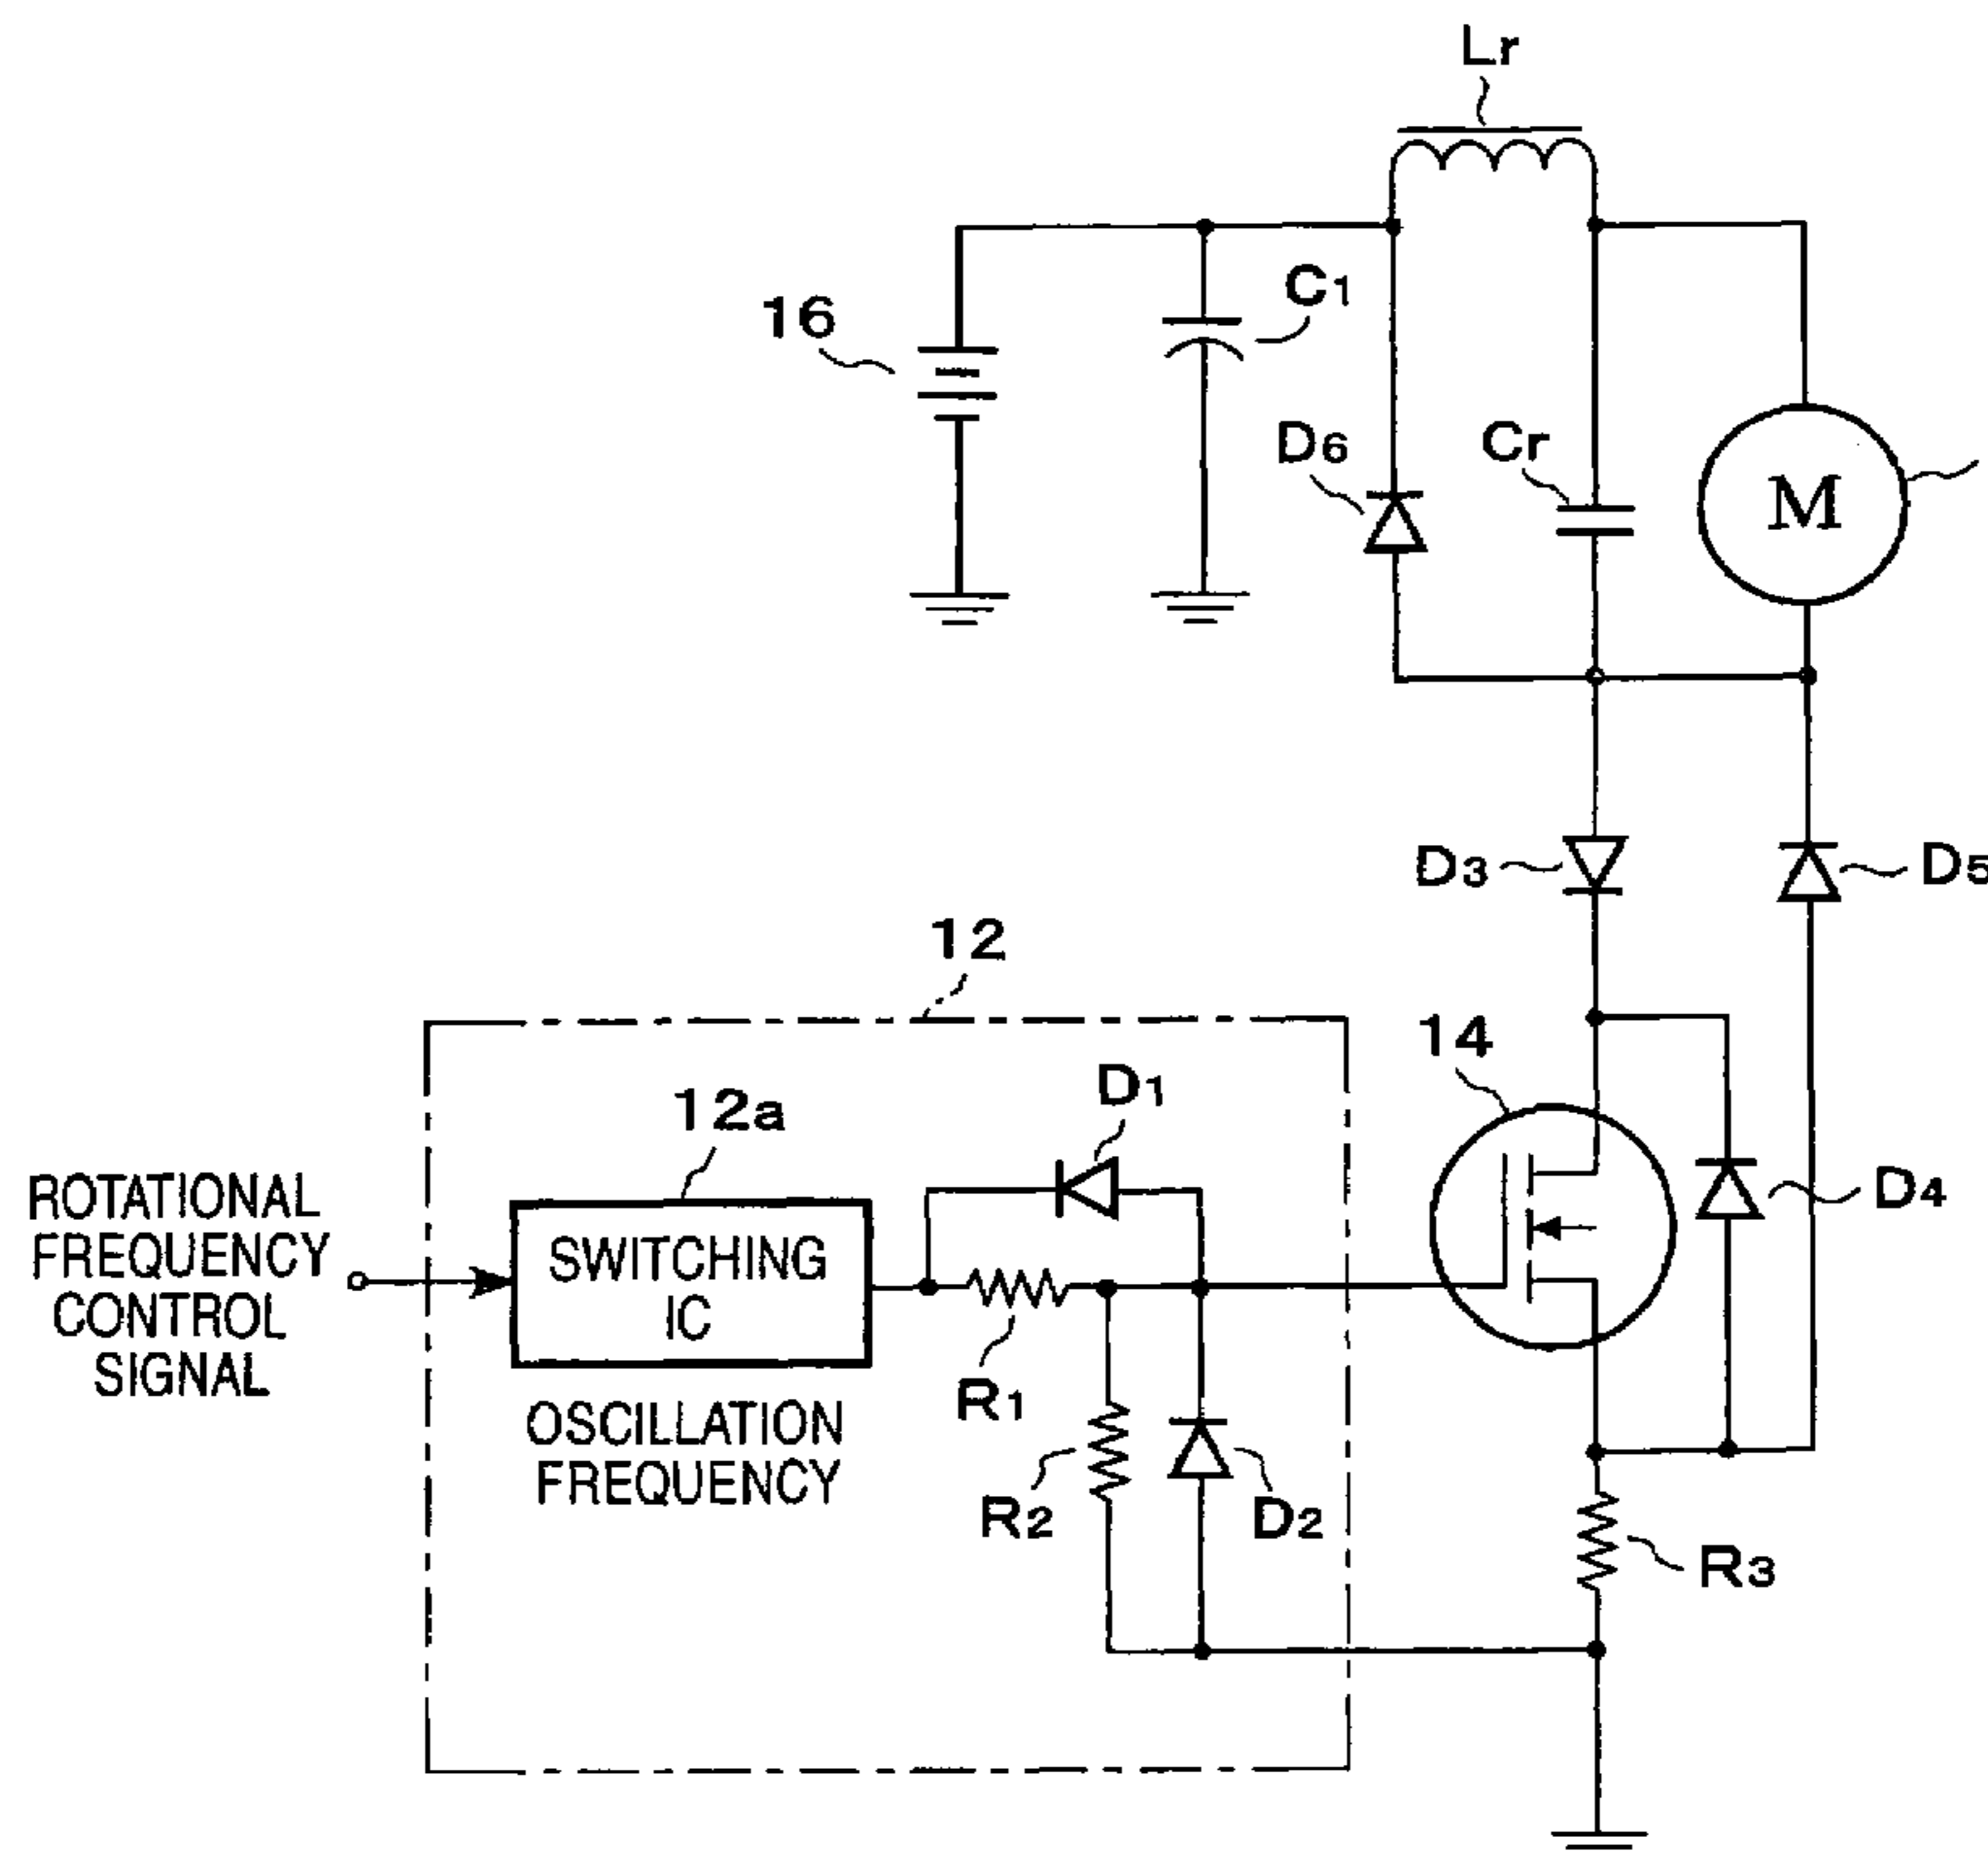 Lr
C1
16
D6
Cr
M
D3
D5
12
14
D1
12a
D4
ROTATIONAL
FREQUENCY
CONTROL
SIGNAL
SWITCHING
IC
R1
OSCILLATION
FREQUENCY
R2
D2
R3